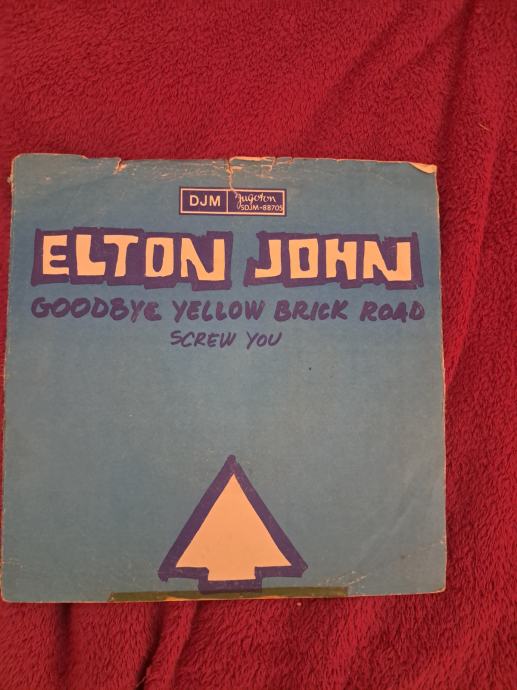 DJM Jugoton
SDJM-88705
ELTON JOHN
GOODBYE YELLOW BRICK ROAD
SCREW YOU